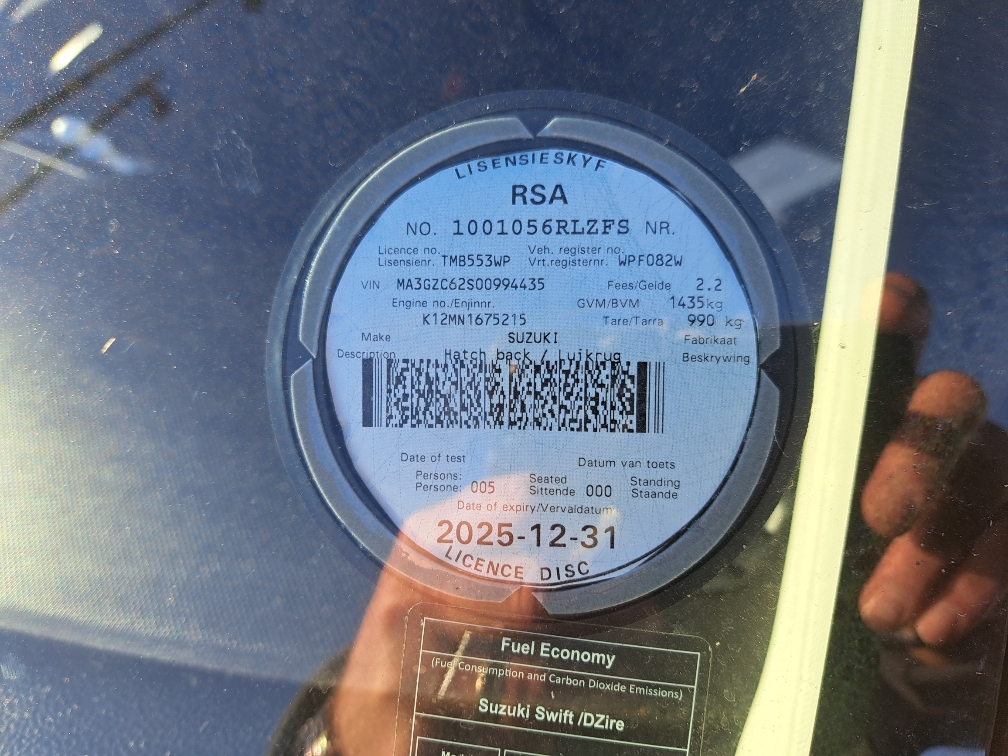 LISENSIESKYF
RSA
NO. 1001056RLZFS NR.
Licence no. Veh. register no.
Lisensienr. TMB553WP Vrt.registernr. WPF082W
VIN MA3GZC62S00994435 Fees/Gelde 2.2
Engine no./Enjinnr. GVM/BVM 1435kg
K12MN1675215 Tare/Tarra 990 kg
Make SUZUKI Fabrikaat
Description Hatch back / Luikrug Beskrywing
Date of test Datum van toets
Persons: Seated Standing
Persone: 005 Sittende 000 Staande
Date of expiry/Vervaldatum
2025-12-31
LICENCE DISC
Fuel Economy
(Fuel Consumption and Carbon Dioxide Emissions)
Suzuki Swift /DZire